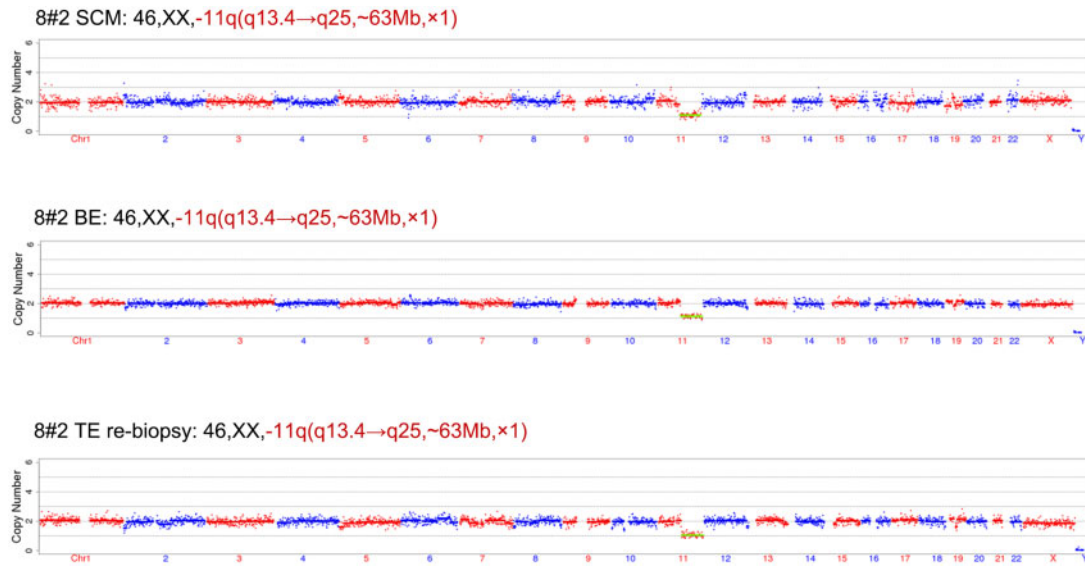 8#2 SCM: 46,XX,-11q(q13.4→q25,~63Mb,×1)
Copy Number
0 2 4 6
Chr1 2 3 4 5 6 7 8 9 10 11 12 13 14 15 16 17 18 19 20 21 22 X Y
8#2 BE: 46,XX,-11q(q13.4→q25,~63Mb,×1)
Copy Number
0 2 4 6
Chr1 2 3 4 5 6 7 8 9 10 11 12 13 14 15 16 17 18 19 20 21 22 X Y
8#2 TE re-biopsy: 46,XX,-11q(q13.4→q25,~63Mb,×1)
Copy Number
0 2 4 6
Chr1 2 3 4 5 6 7 8 9 10 11 12 13 14 15 16 17 18 19 20 21 22 X Y